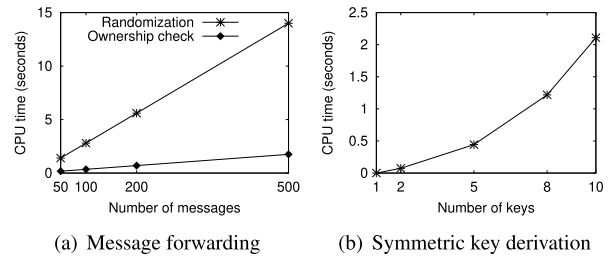 15
10
5
0
CPU time (seconds)
Randomization
Ownership check
50 100 200 500
Number of messages
(a) Message forwarding
2.5
2
1.5
1
0.5
0
CPU time (seconds)
1 2 5 8 10
Number of keys
(b) Symmetric key derivation